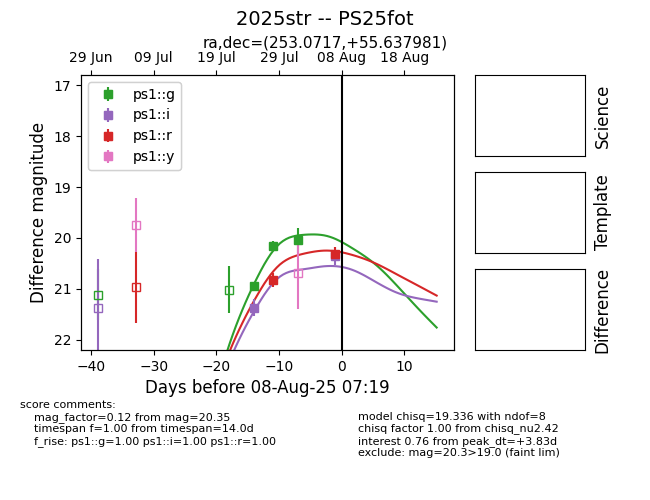 2025str -- PS25fot
ra,dec=(253.0717,+55.637981)
29 Jun 09 Jul 19 Jul 29 Jul 08 Aug 18 Aug
ps1::g
ps1::i
ps1::r
ps1::y
17
18
19
20
21
22
Difference magnitude
−40 −30 −20 −10 0 10
Days before 08-Aug-25 07:19
Science
Template
Difference
score comments:
mag_factor=0.12 from mag=20.35
timespan f=1.00 from timespan=14.0d
f_rise: ps1::g=1.00 ps1::i=1.00 ps1::r=1.00
model chisq=19.336 with ndof=8
chisq factor 1.00 from chisq_nu2.42
interest 0.76 from peak_dt=+3.83d
exclude: mag=20.3>19.0 (faint lim)